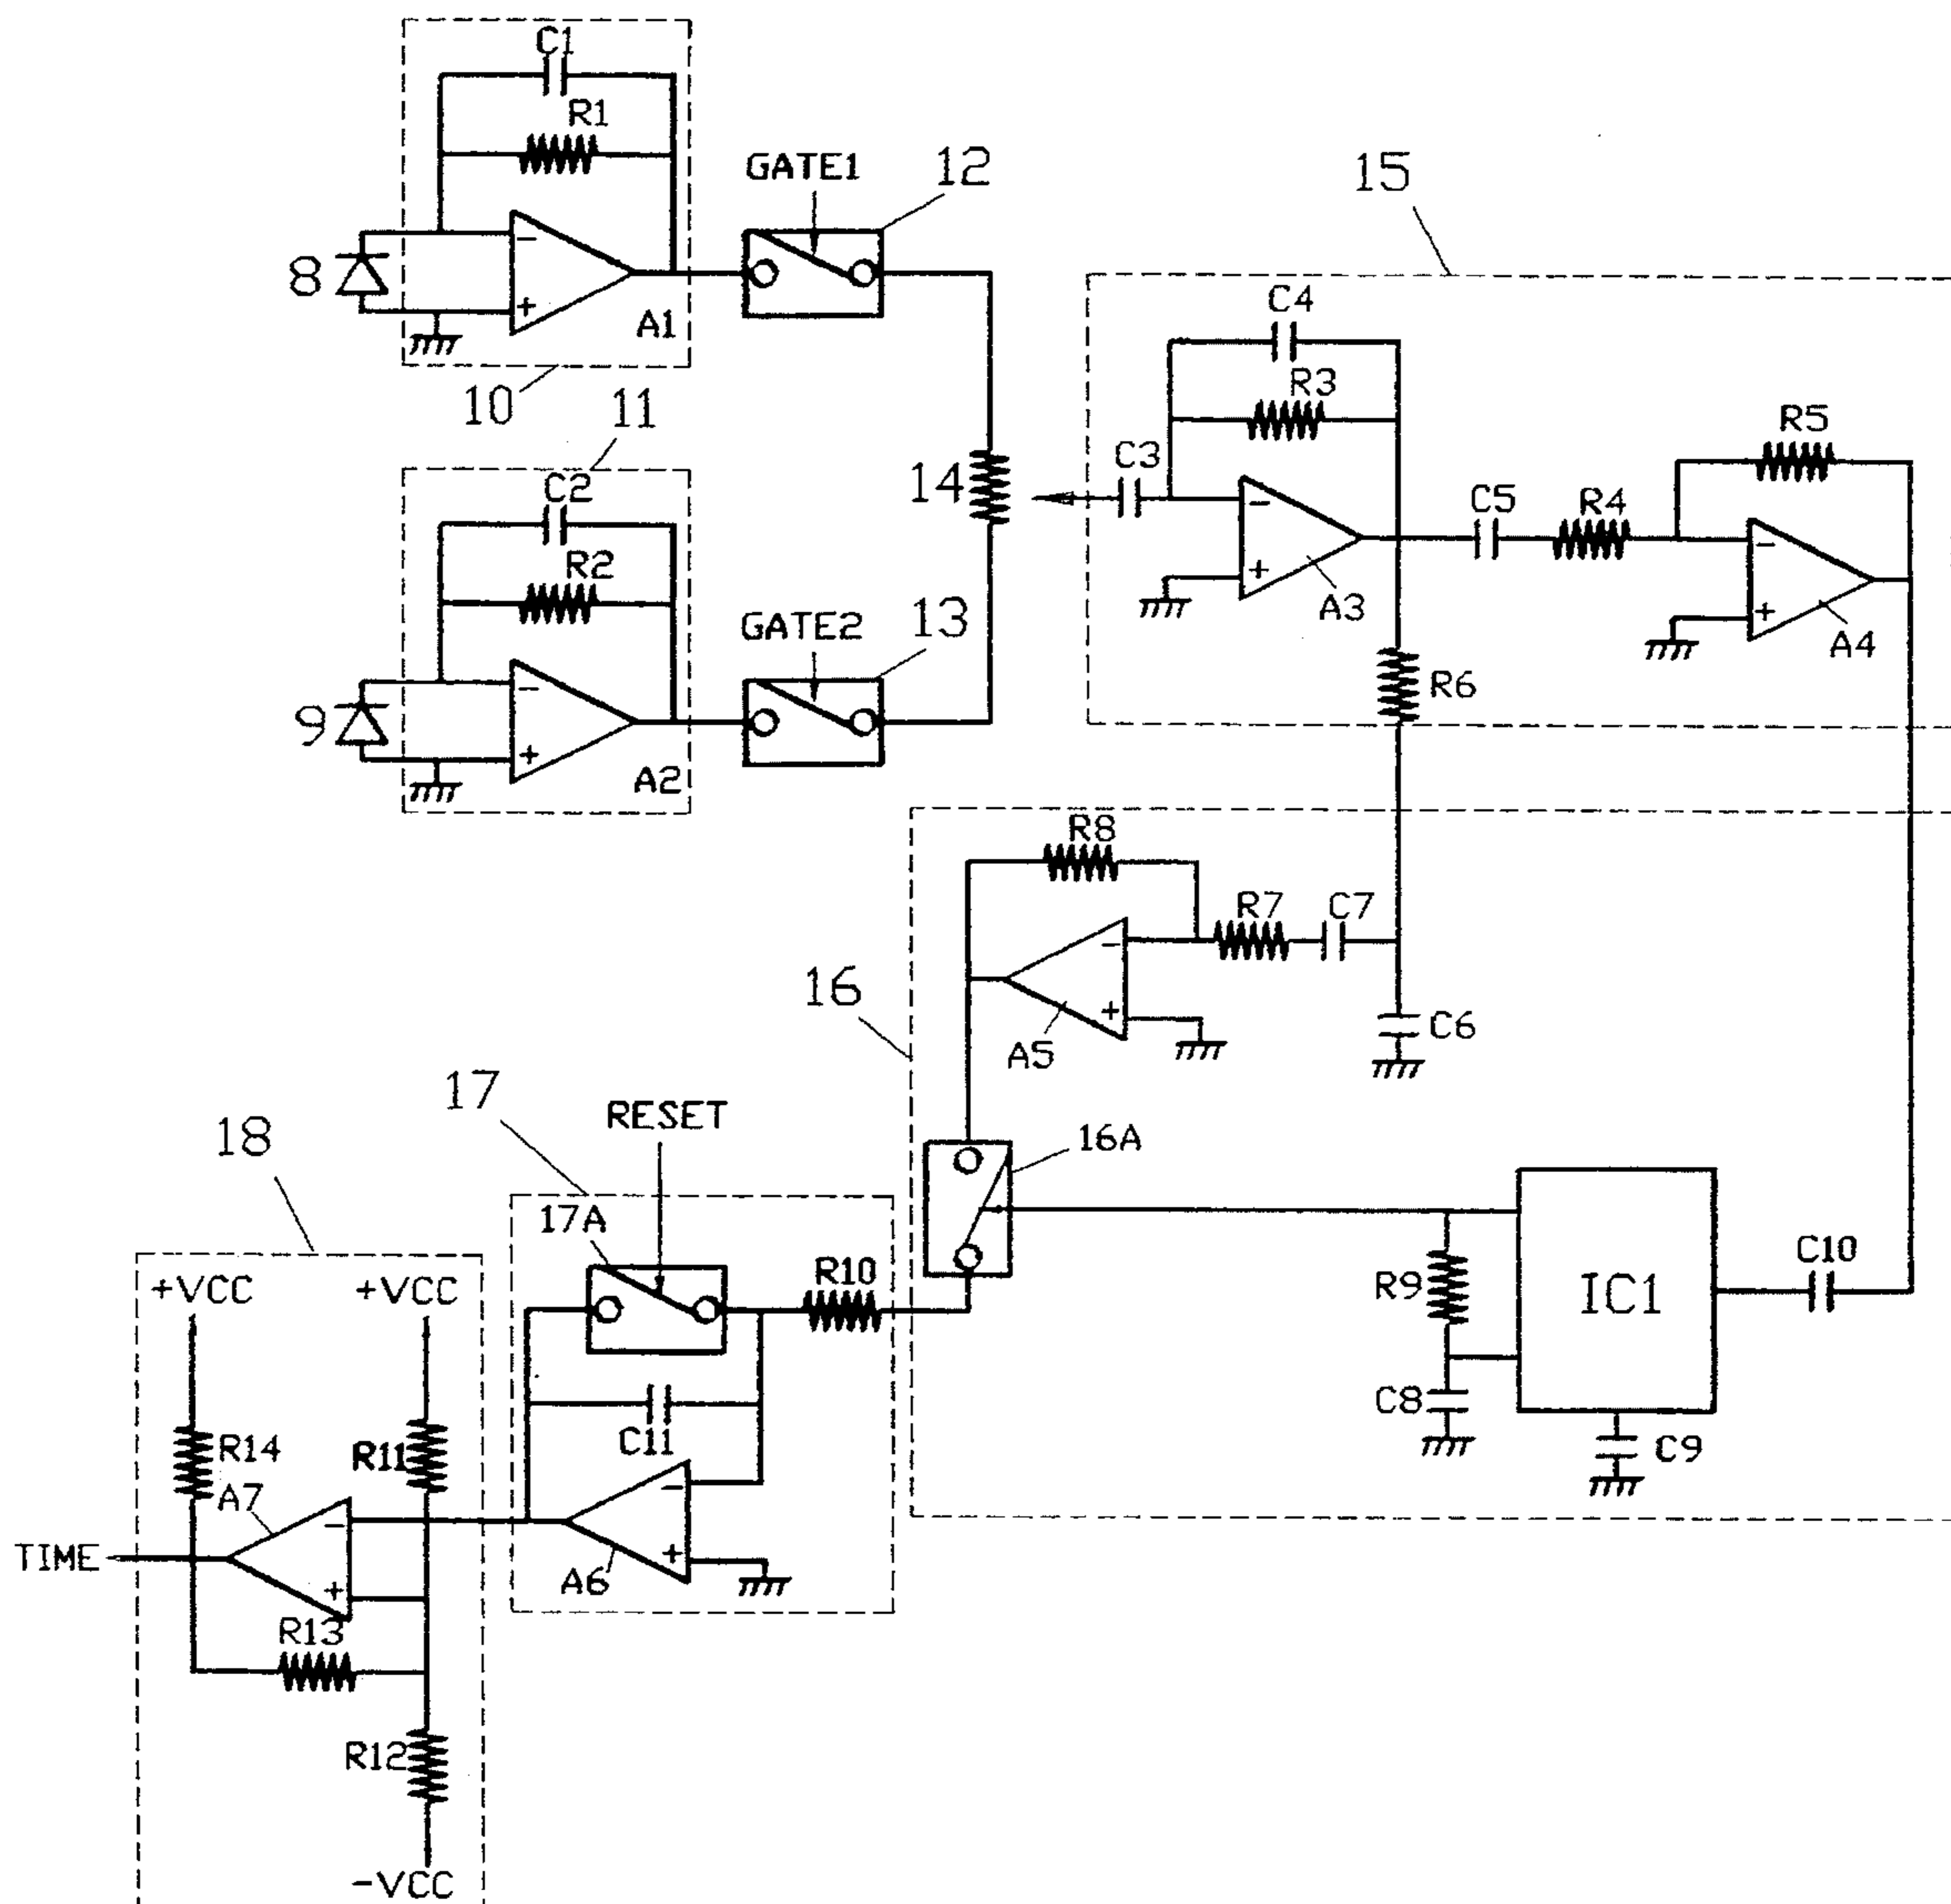 C1
R1
GATE1
12
15
8
−
+
A1
10
11
C4
R3
R5
C2
R2
14
C3
−
+
A3
C5
R4
−
+
A4
GATE2
13
9
−
+
A2
R6
R8
R7
C7
16
−
+
A5
C6
17
RESET
16A
18
17A
R10
+VCC
+VCC
R9
IC1
C10
C11
C8
C9
R14
R11
A7
−
+
−
+
A6
TIME
R13
R12
−VCC